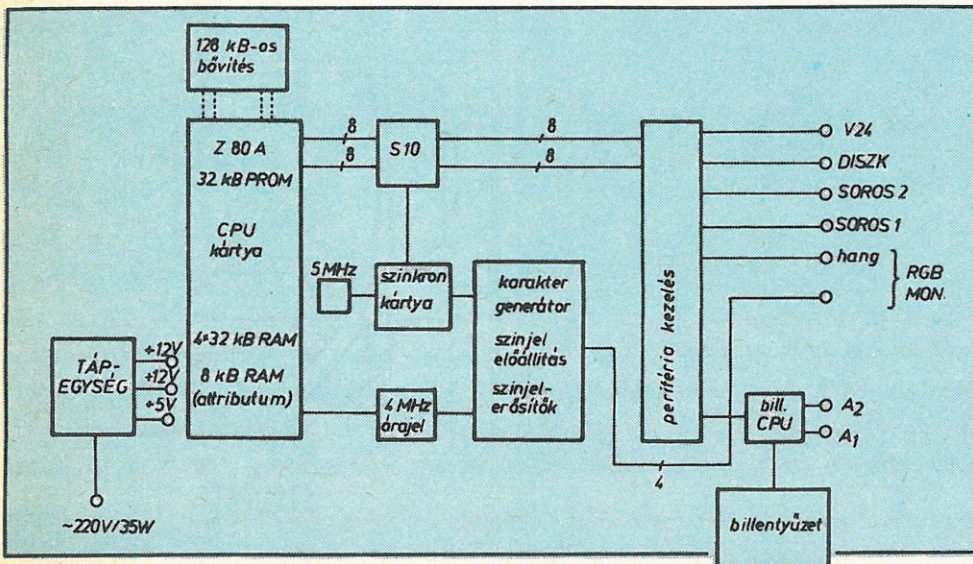 128 kB-os
bővítés
Z 80 A
32 kB PROM
CPU
kártya
4×32 kB RAM
8 kB RAM
(attributum)
8
8
S10
8
8
5 MHz
szinkron
kártya
karakter
generátor
szinjel
előállitás
szinjel-
erősítők
4 MHz
órajel
periféria kezelés
V24
DISZK
SOROS 2
SOROS 1
hang
RGB
MON.
4
bill.
CPU
A2
A1
billentyűzet
TÁP-
EGYSÉG
+12V
+12V
+5V
~220V/35W